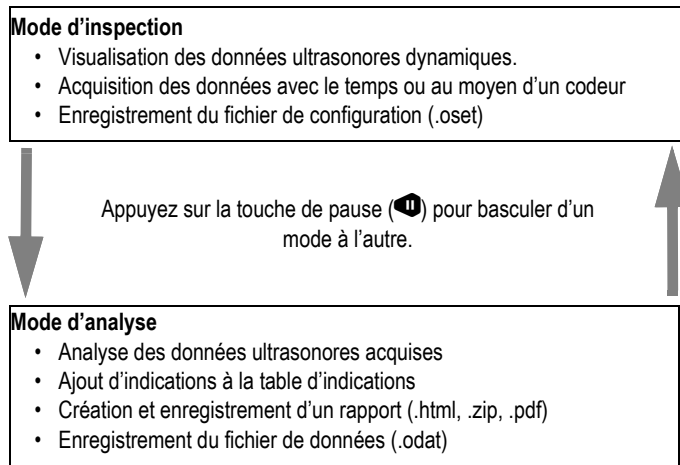 Mode d’inspection
• Visualisation des données ultrasonores dynamiques.
• Acquisition des données avec le temps ou au moyen d’un codeur
• Enregistrement du fichier de configuration (.oset)
Appuyez sur la touche de pause () pour basculer d’un
mode à l’autre.
Mode d’analyse
• Analyse des données ultrasonores acquises
• Ajout d’indications à la table d’indications
• Création et enregistrement d’un rapport (.html, .zip, .pdf)
• Enregistrement du fichier de données (.odat)